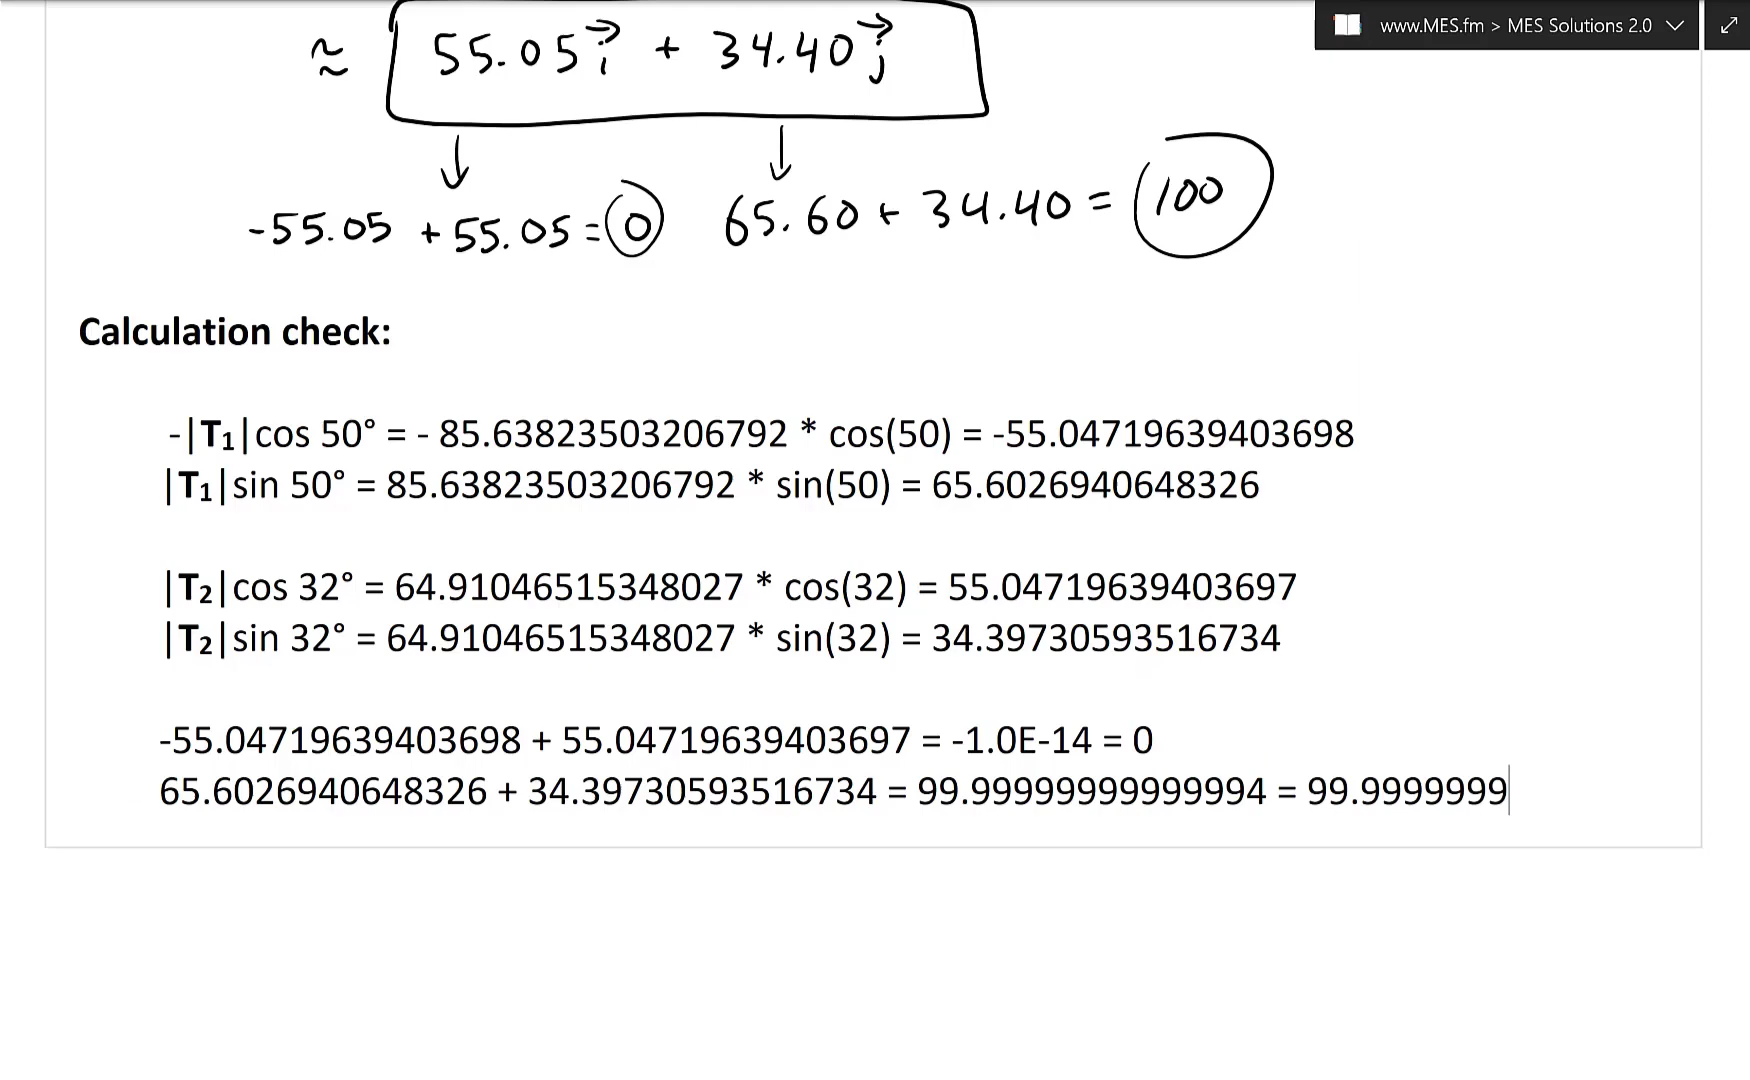 www.MES.fm > MES Solutions 2.0
≈ 55.05 i⃗ + 34.40 j⃗
-55.05 + 55.05 = 0 65.60 + 34.40 = 100
Calculation check:
-|T₁|cos 50° = - 85.63823503206792 * cos(50) = -55.04719639403698
|T₁|sin 50° = 85.63823503206792 * sin(50) = 65.6026940648326
|T₂|cos 32° = 64.91046515348027 * cos(32) = 55.04719639403697
|T₂|sin 32° = 64.91046515348027 * sin(32) = 34.39730593516734
-55.04719639403698 + 55.04719639403697 = -1.0E-14 = 0
65.6026940648326 + 34.39730593516734 = 99.99999999999994 = 99.9999999